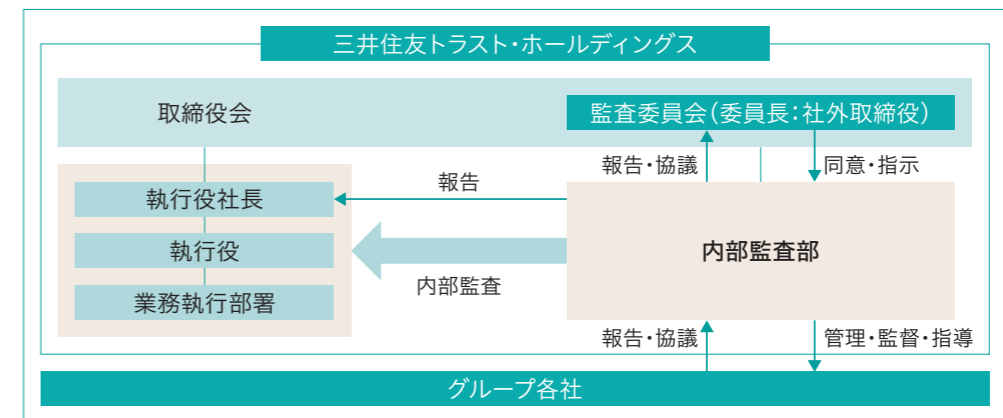 三井住友トラスト・ホールディングス
取締役会
監査委員会（委員長：社外取締役）
報告・協議
同意・指示
報告
執行役社長
執行役
業務執行部署
内部監査
内部監査部
報告・協議
管理・監督・指導
グループ各社